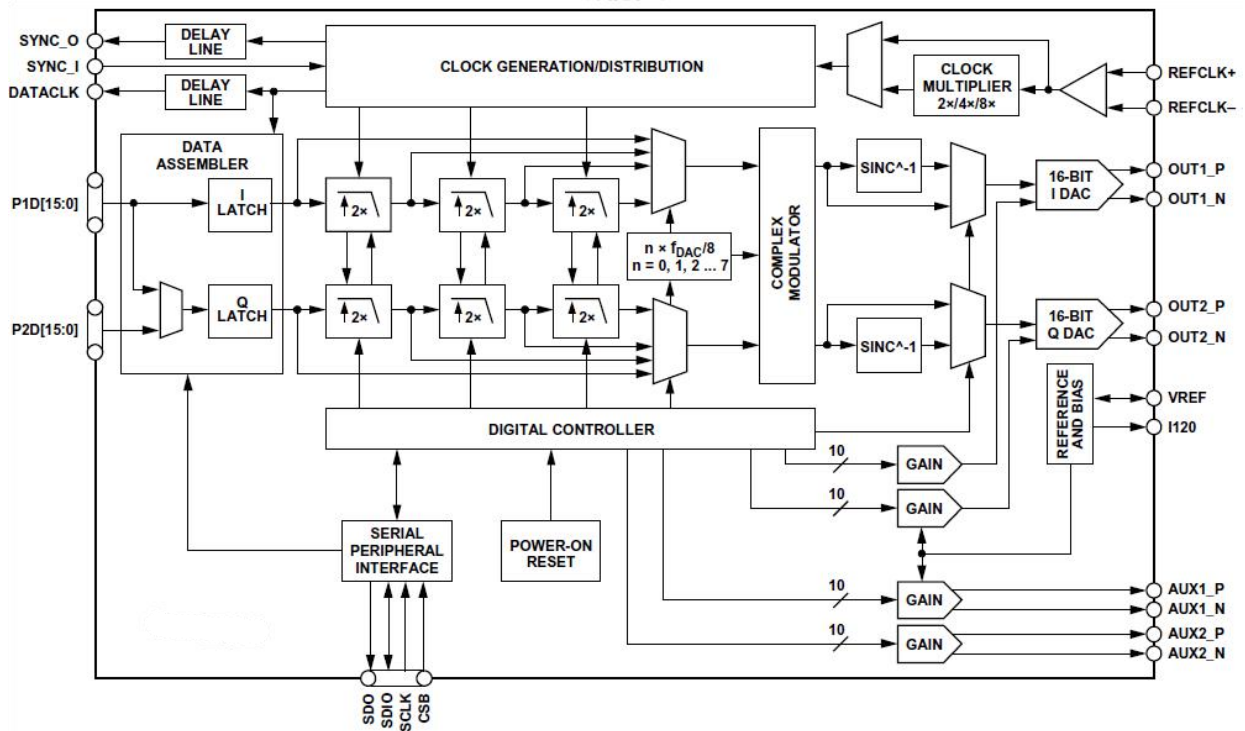 SYNC_O
DELAY
LINE
SYNC_I
CLOCK GENERATION/DISTRIBUTION
CLOCK
MULTIPLIER
2×/4×/8×
REFCLK+
REFCLK–
DATACLK
DELAY
LINE
DATA
ASSEMBLER
P1D[15:0]
I
LATCH
2×
2×
2×
n × fDAC/8
n = 0, 1, 2 ... 7
COMPLEX
MODULATOR
SINC^-1
16-BIT
I DAC
OUT1_P
OUT1_N
P2D[15:0]
Q
LATCH
2×
2×
2×
SINC^-1
16-BIT
Q DAC
OUT2_P
OUT2_N
REFERENCE
AND BIAS
VREF
I120
DIGITAL CONTROLLER
10
GAIN
10
GAIN
SERIAL
PERIPHERAL
INTERFACE
POWER-ON
RESET
10
GAIN
AUX1_P
AUX1_N
10
GAIN
AUX2_P
AUX2_N
SDO
SDIO
SCLK
CSB